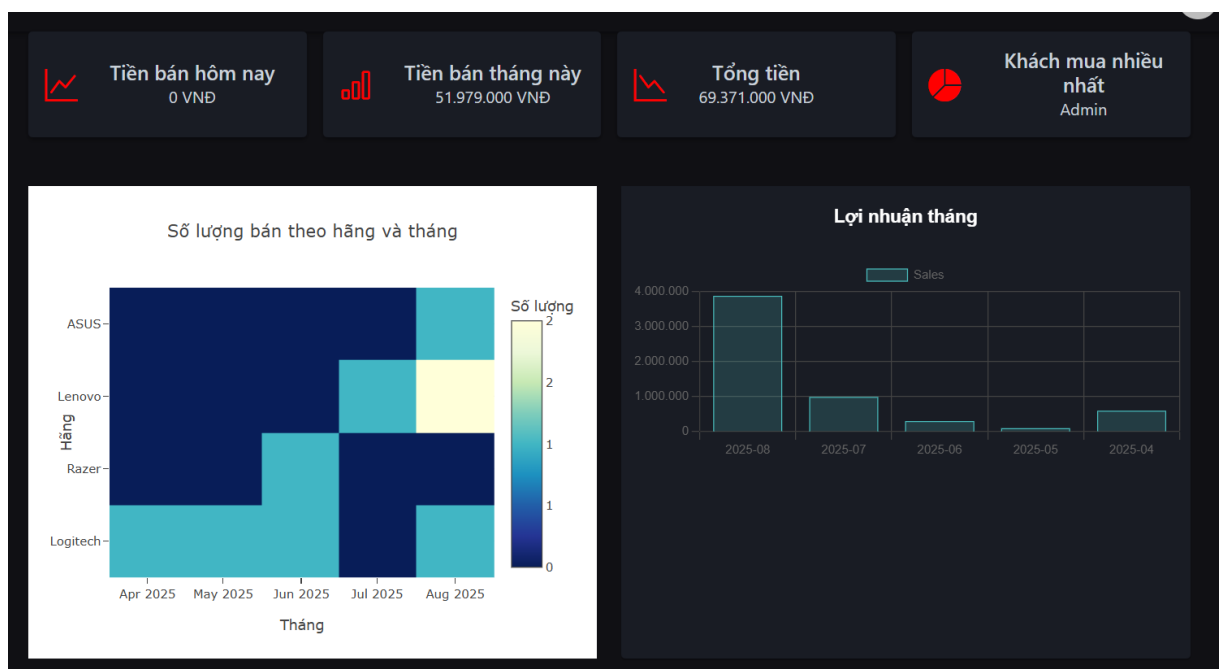 Tiền bán hôm nay
0 VNĐ
Tiền bán tháng này
51.979.000 VNĐ
Tổng tiền
69.371.000 VNĐ
Khách mua nhiều
nhất
Admin
Số lượng bán theo hãng và tháng
Số lượng
2
2
1
1
0
ASUS
Lenovo
Razer
Logitech
Hãng
Apr 2025
May 2025
Jun 2025
Jul 2025
Aug 2025
Tháng
Lợi nhuận tháng
Sales
4.000.000
3.000.000
2.000.000
1.000.000
0
2025-08
2025-07
2025-06
2025-05
2025-04